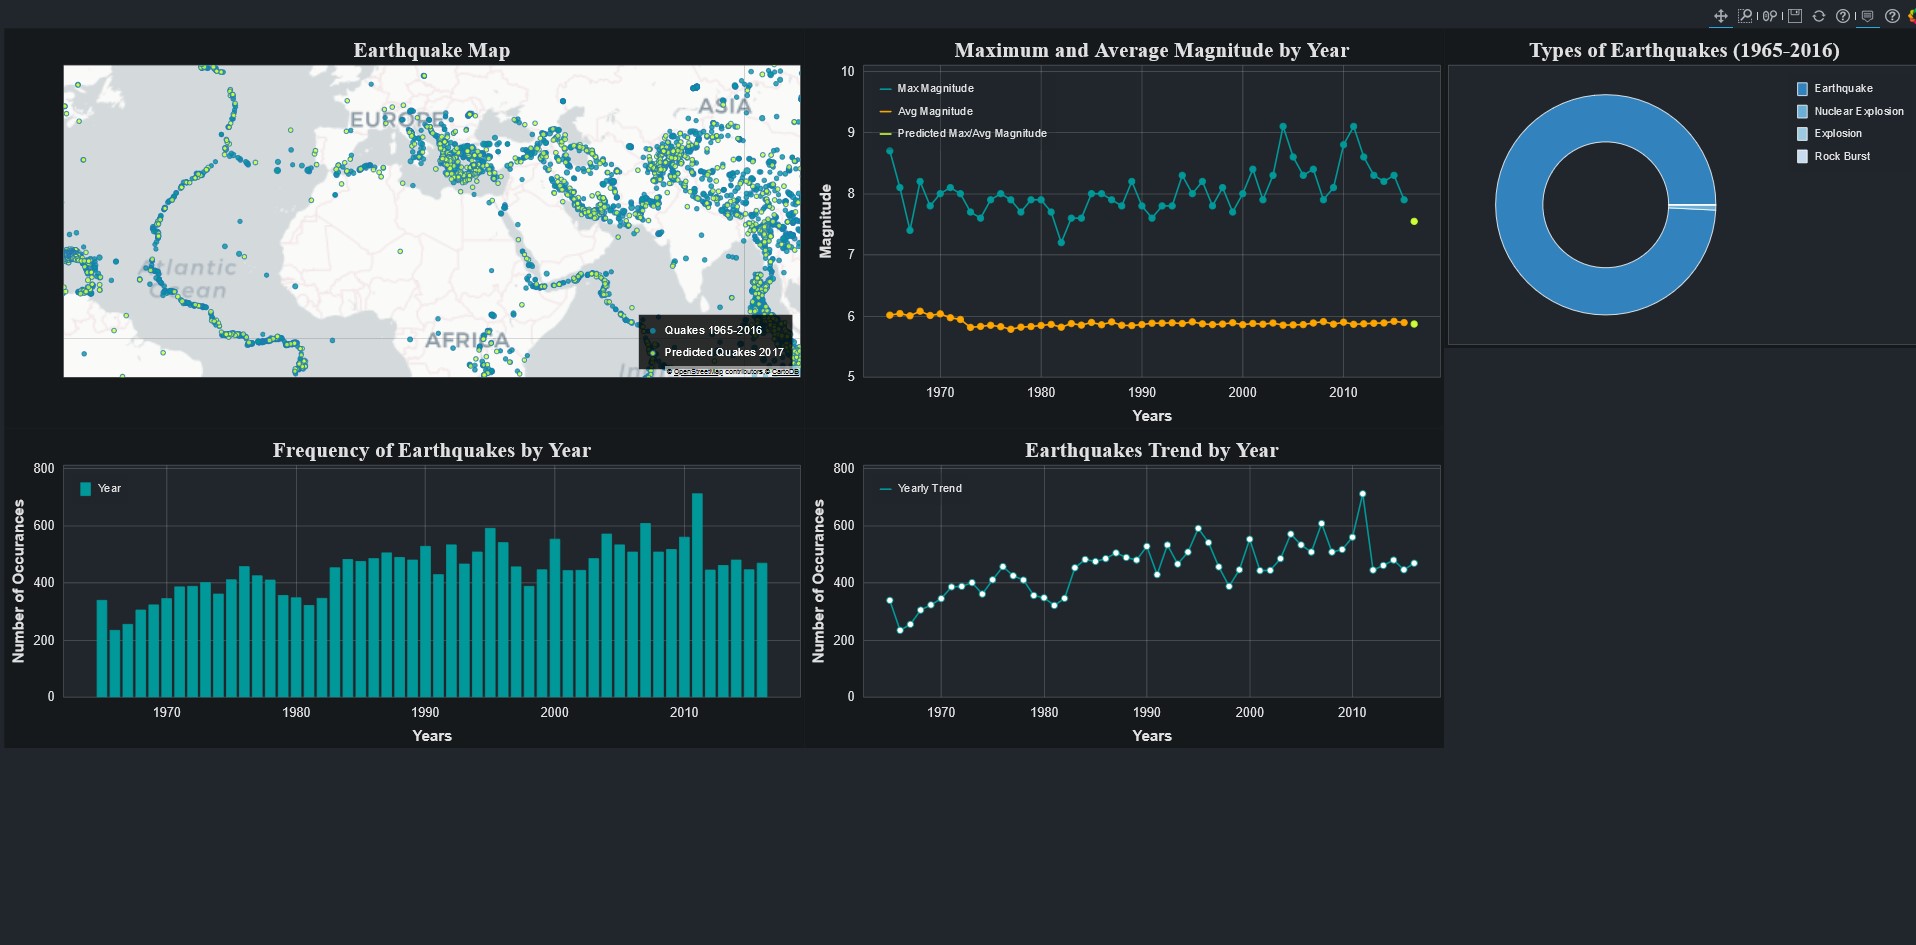 Earthquake Map
EUROPE
ASIA
Atlantic
Ocean
AFRICA
Quakes 1965-2016
Predicted Quakes 2017
© OpenStreetMap contributors,© CartoDB
Maximum and Average Magnitude by Year
Max Magnitude
Avg Magnitude
Predicted Max/Avg Magnitude
10
9
8
7
6
5
Magnitude
1970 1980 1990 2000 2010
Years
Types of Earthquakes (1965-2016)
Earthquake
Nuclear Explosion
Explosion
Rock Burst
Frequency of Earthquakes by Year
Year
800
600
400
200
0
Number of Occurances
1970 1980 1990 2000 2010
Years
Earthquakes Trend by Year
Yearly Trend
800
600
400
200
0
Number of Occurances
1970 1980 1990 2000 2010
Years